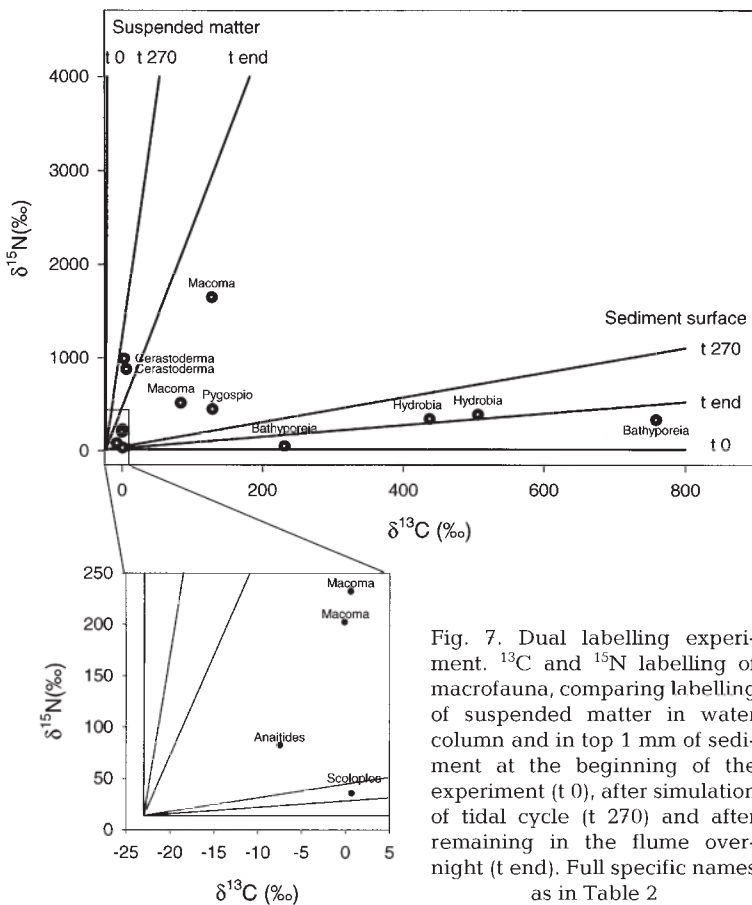 Suspended matter
t 0 t 270 t end
4000
3000
2000
1000
0
δ15N(‰)
Macoma
Cerastoderma
Cerastoderma
Macoma
Pygospio
Bathyporeia
Hydrobia
Hydrobia
Bathyporeia
Sediment surface
t 270
t end
t 0
0 200 400 600 800
δ13C (‰)
250
200
150
100
50
0
δ15N(‰)
Macoma
Macoma
Anaitides
Scoloplos
-25 -20 -15 -10 -5 0 5
δ13C (‰)
Fig. 7. Dual labelling experi-
ment. 13C and 15N labelling of
macrofauna, comparing labelling
of suspended matter in water
column and in top 1 mm of sedi-
ment at the beginning of the
experiment (t 0), after simulation
of tidal cycle (t 270) and after
remaining in the flume over-
night (t end). Full specific names
as in Table 2